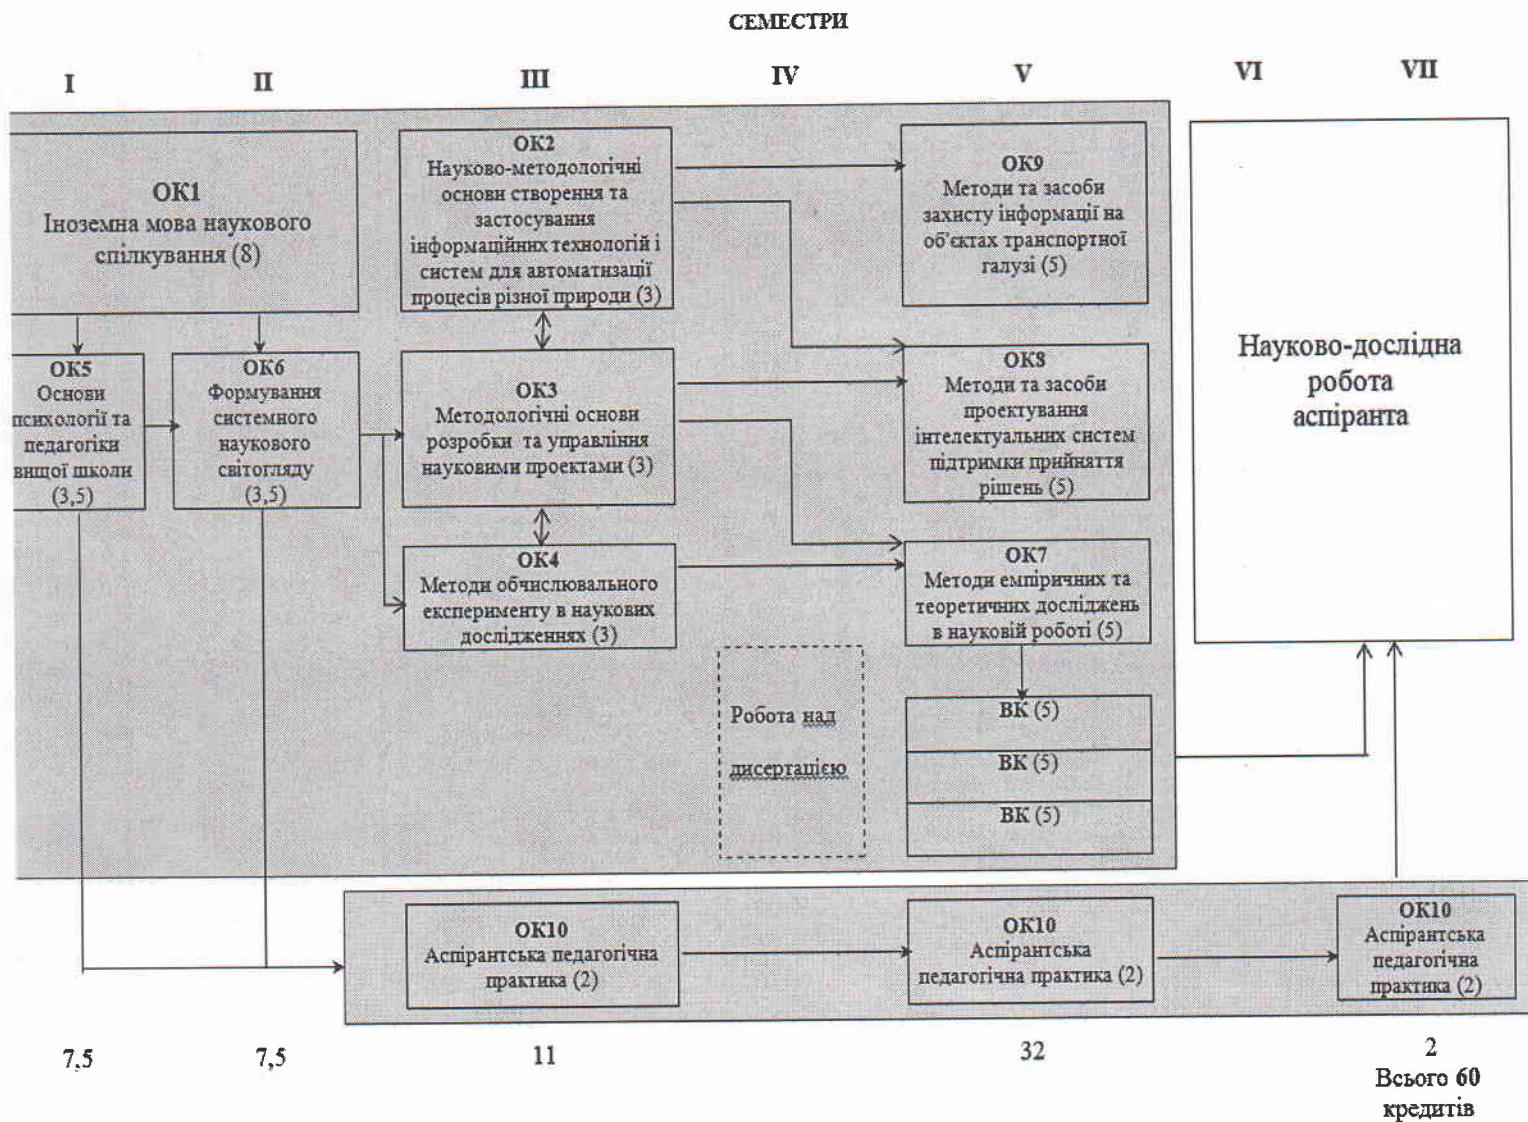 СЕМЕСТРИ
I
II
III
IV
V
VI
VII
ОК1
Іноземна мова наукового
спілкування (8)
ОК2
Науково-методологічні
основи створення та
застосування
інформаційних технологій і
систем для автоматизації
процесів різної природи (3)
ОК9
Методи та засоби
захисту інформації на
об'єктах транспортної
галузі (5)
ОК5
Основи
психології та
педагогіки
вищої школи
(3,5)
ОК6
Формування
системного
наукового
світогляду
(3,5)
ОК3
Методологічні основи
розробки та управління
науковими проектами (3)
ОК8
Методи та засоби
проектування
інтелектуальних систем
підтримки прийняття
рішень (5)
Науково-дослідна
робота
аспіранта
ОК4
Методи обчислювального
експерименту в наукових
дослідженнях (3)
ОК7
Методи емпіричних та
теоретичних досліджень
в науковій роботі (5)
Робота над
дисертацією
ВК (5)
ВК (5)
ВК (5)
ОК10
Аспірантська педагогічна
практика (2)
ОК10
Аспірантська
педагогічна практика (2)
ОК10
Аспірантська
педагогічна
практика (2)
7,5
7,5
11
32
2
Всього 60
кредитів